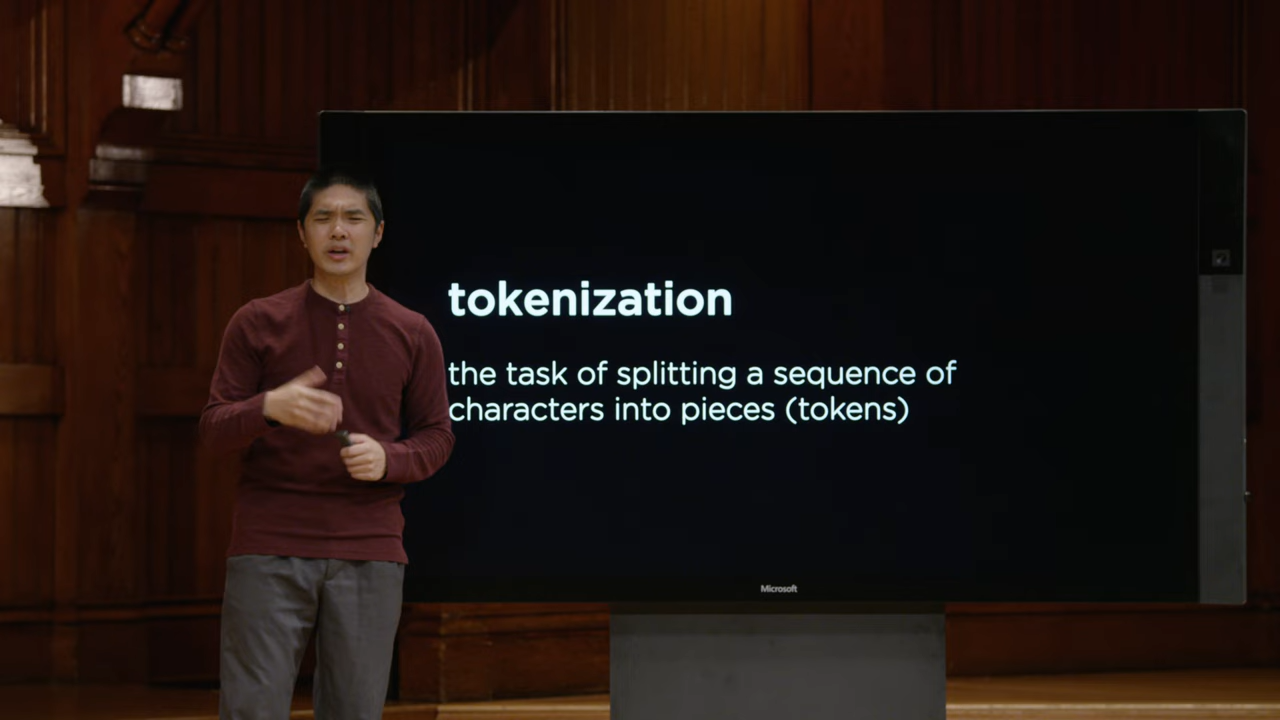 tokenization
the task of splitting a sequence of
characters into pieces (tokens)
Microsoft